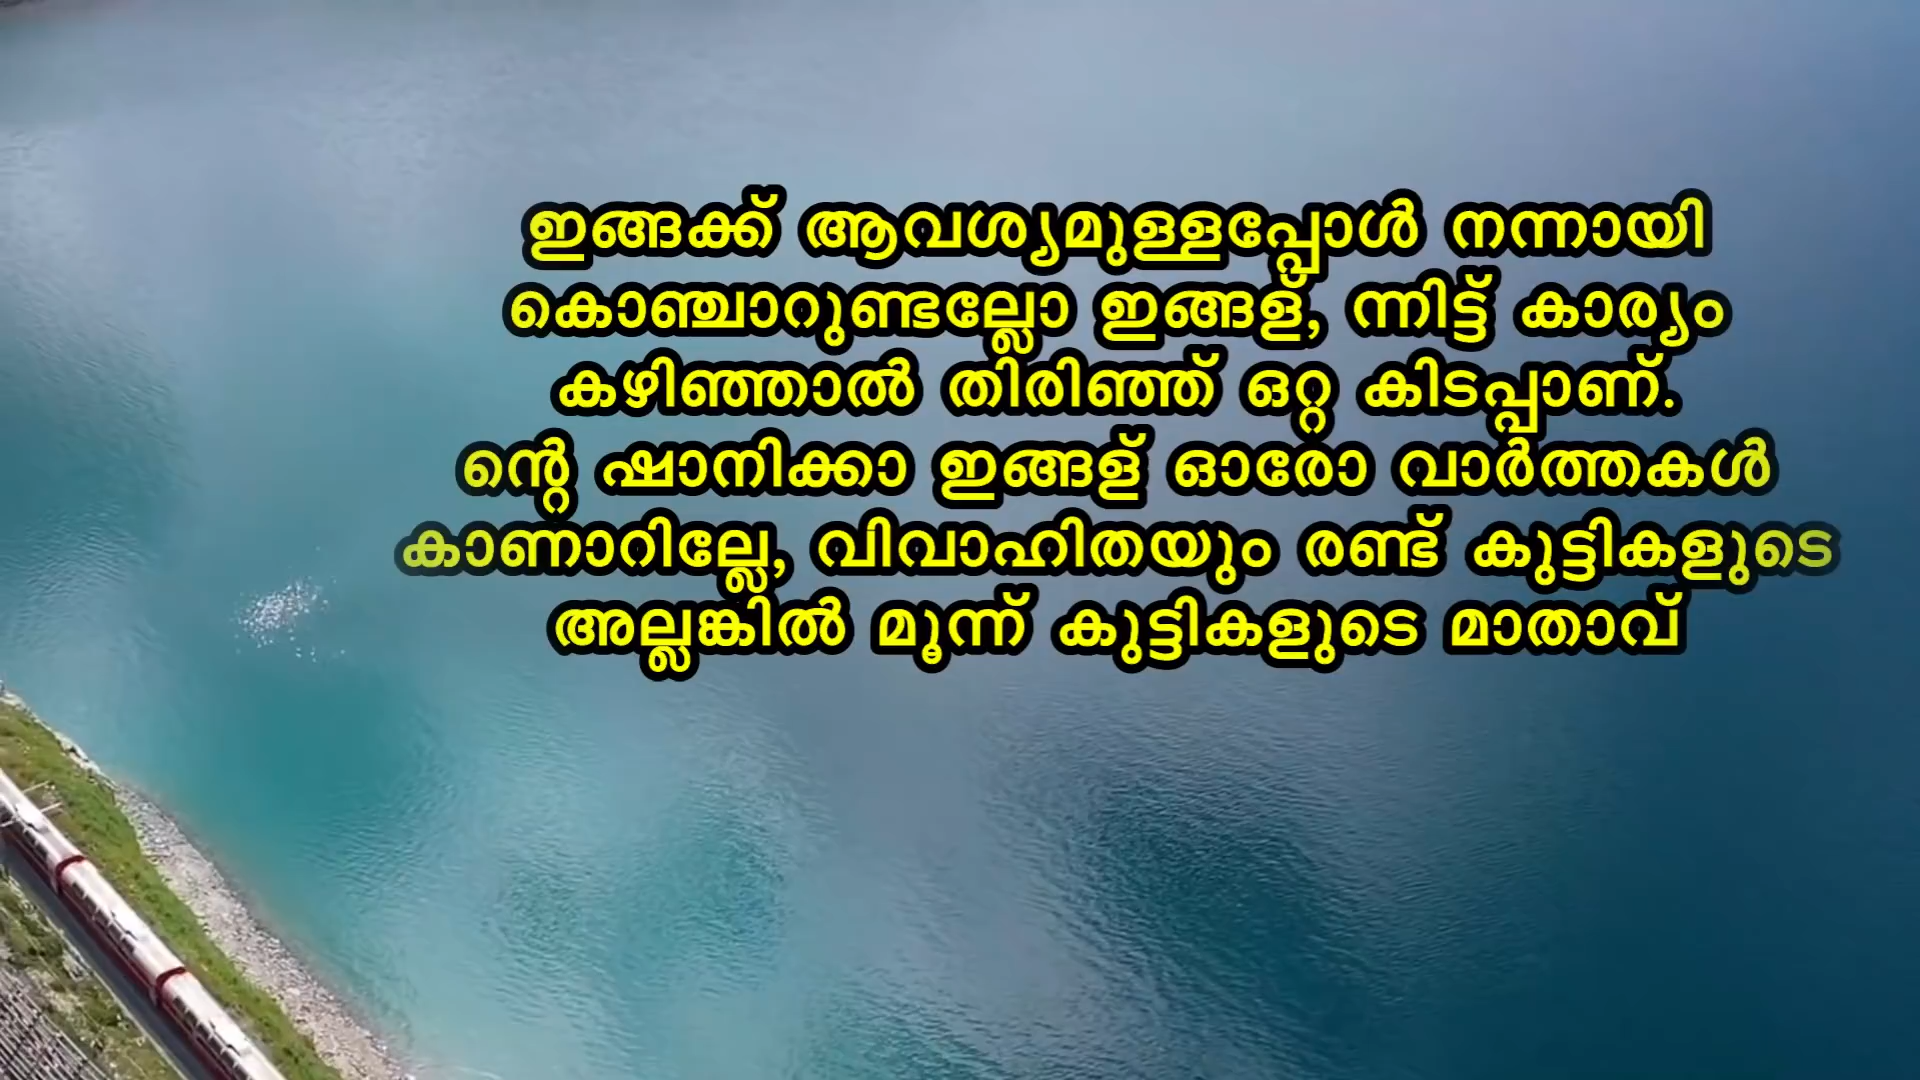 ഇങ്ങക്ക് ആവശ്യമുള്ളപ്പോൾ നന്നായി
കൊഞ്ചാറുണ്ടല്ലോ ഇങ്ങള്, ന്നിട്ട് കാര്യം
കഴിഞ്ഞാൽ തിരിഞ്ഞ് ഒറ്റ കിടപ്പാണ്.
ന്റെ ഷാനിക്കാ ഇങ്ങള് ഓരോ വാർത്തകൾ
കാണാറില്ലേ, വിവാഹിതയും രണ്ട് കുട്ടികളുടെ
അല്ലങ്കിൽ മൂന്ന് കുട്ടികളുടെ മാതാവ്